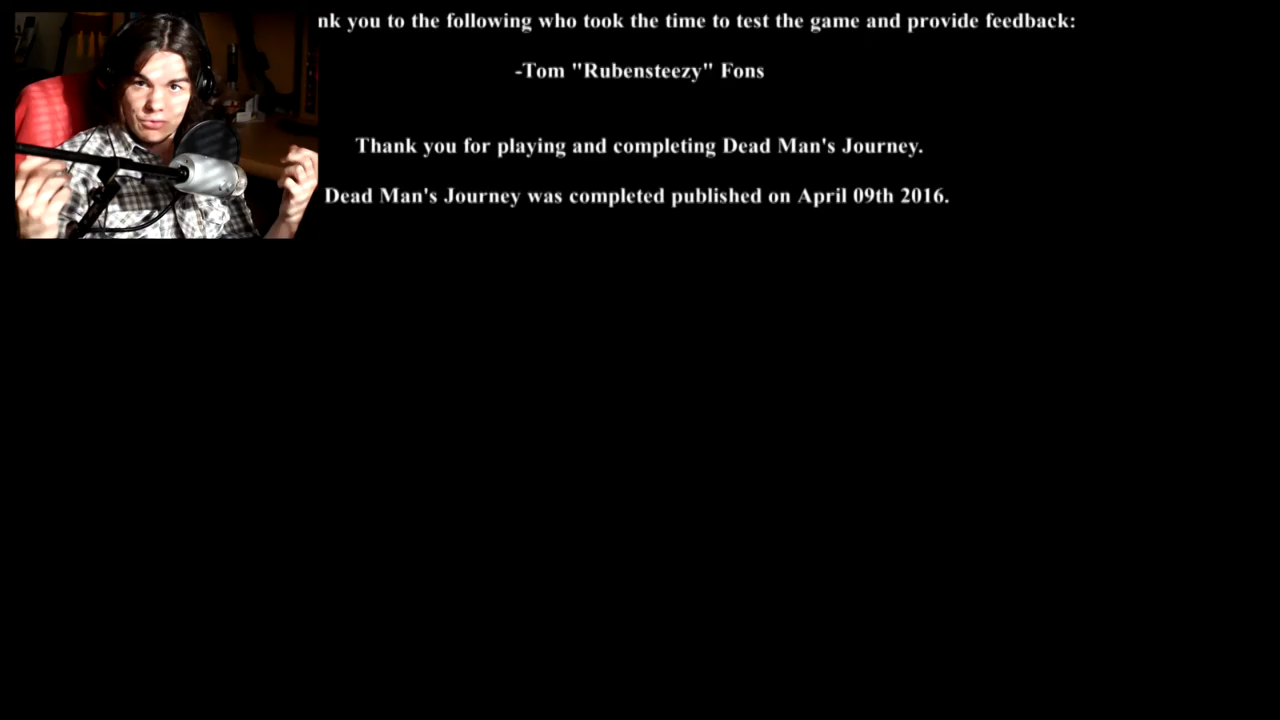 nk you to the following who took the time to test the game and provide feedback:
-Tom "Rubensteezy" Fons
Thank you for playing and completing Dead Man's Journey.
Dead Man's Journey was completed published on April 09th 2016.